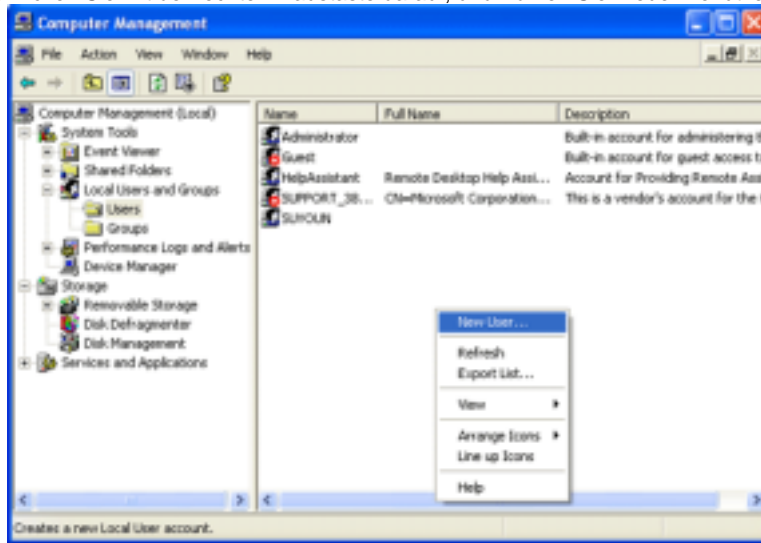 Computer Management
File Action View Window Help
Computer Management (Local)
System Tools
Event Viewer
Shared Folders
Local Users and Groups
Users
Groups
Performance Logs and Alerts
Device Manager
Storage
Removable Storage
Disk Defragmenter
Disk Management
Services and Applications
Name Full Name Description
Administrator Built-in account for administering t
Guest Built-in account for guest access t
HelpAssistant Remote Desktop Help Assi... Account for Providing Remote Ass
SUPPORT_38... CN=Microsoft Corporation... This is a vendor's account for the
SUYOUN
New User...
Refresh
Export List...
View
Arrange Icons
Line up Icons
Help
Creates a new Local User account.